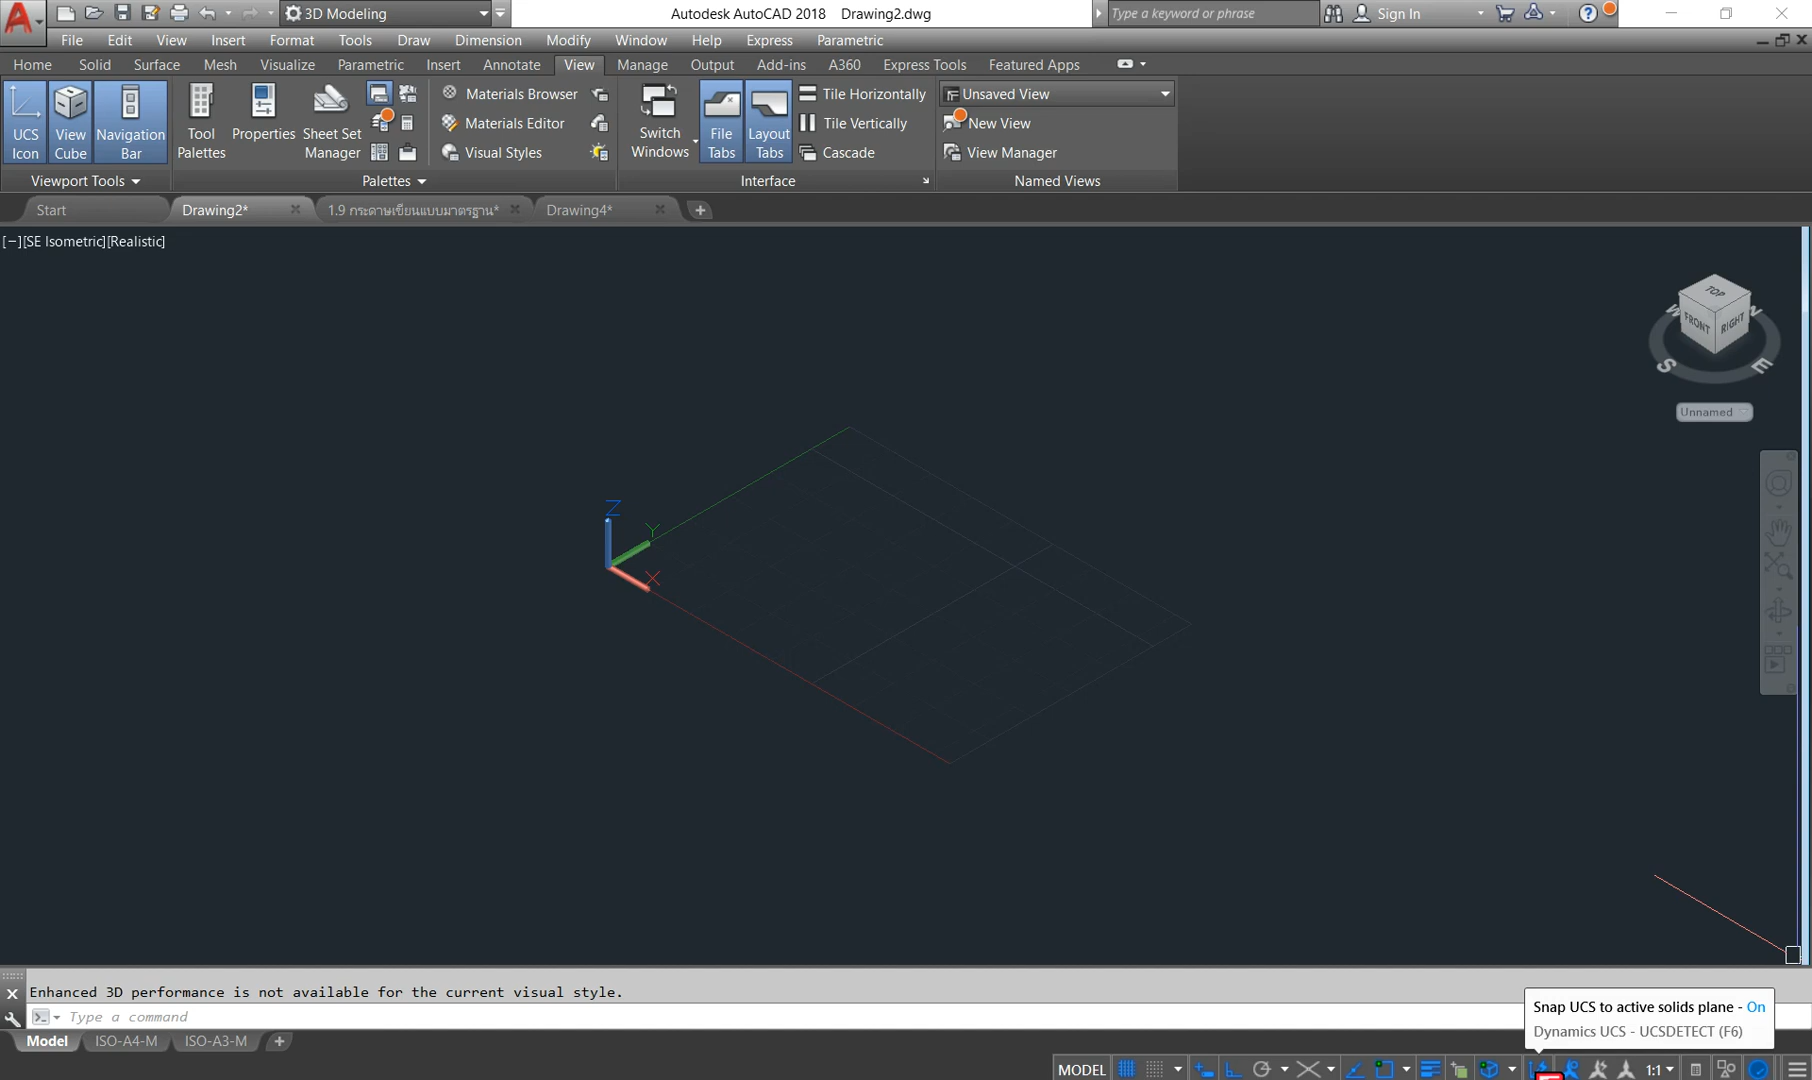 3D Modeling
Autodesk AutoCAD 2018 Drawing2.dwg
Type a keyword or phrase
Sign In
File Edit View Insert Format Tools Draw Dimension Modify Window Help Express Parametric
Home Solid Surface Mesh Visualize Parametric Insert Annotate View Manage Output Add-ins A360 Express Tools Featured Apps
UCS Icon
View Cube
Navigation Bar
Viewport Tools
Tool Palettes
Properties
Sheet Set Manager
Materials Browser
Materials Editor
Visual Styles
Palettes
Switch Windows
File Tabs
Layout Tabs
Tile Horizontally
Tile Vertically
Cascade
Interface
Unsaved View
New View
View Manager
Named Views
Start
Drawing2*
1.9 กระดาษเขียนแบบมาตรฐาน*
Drawing4*
[−][SE Isometric][Realistic]
TOP
FRONT
RIGHT
W
N
S
E
Unnamed
Z
Y
X
Enhanced 3D performance is not available for the current visual style.
Type a command
Snap UCS to active solids plane - On
Dynamics UCS - UCSDETECT (F6)
Model ISO-A4-M ISO-A3-M
MODEL
1:1